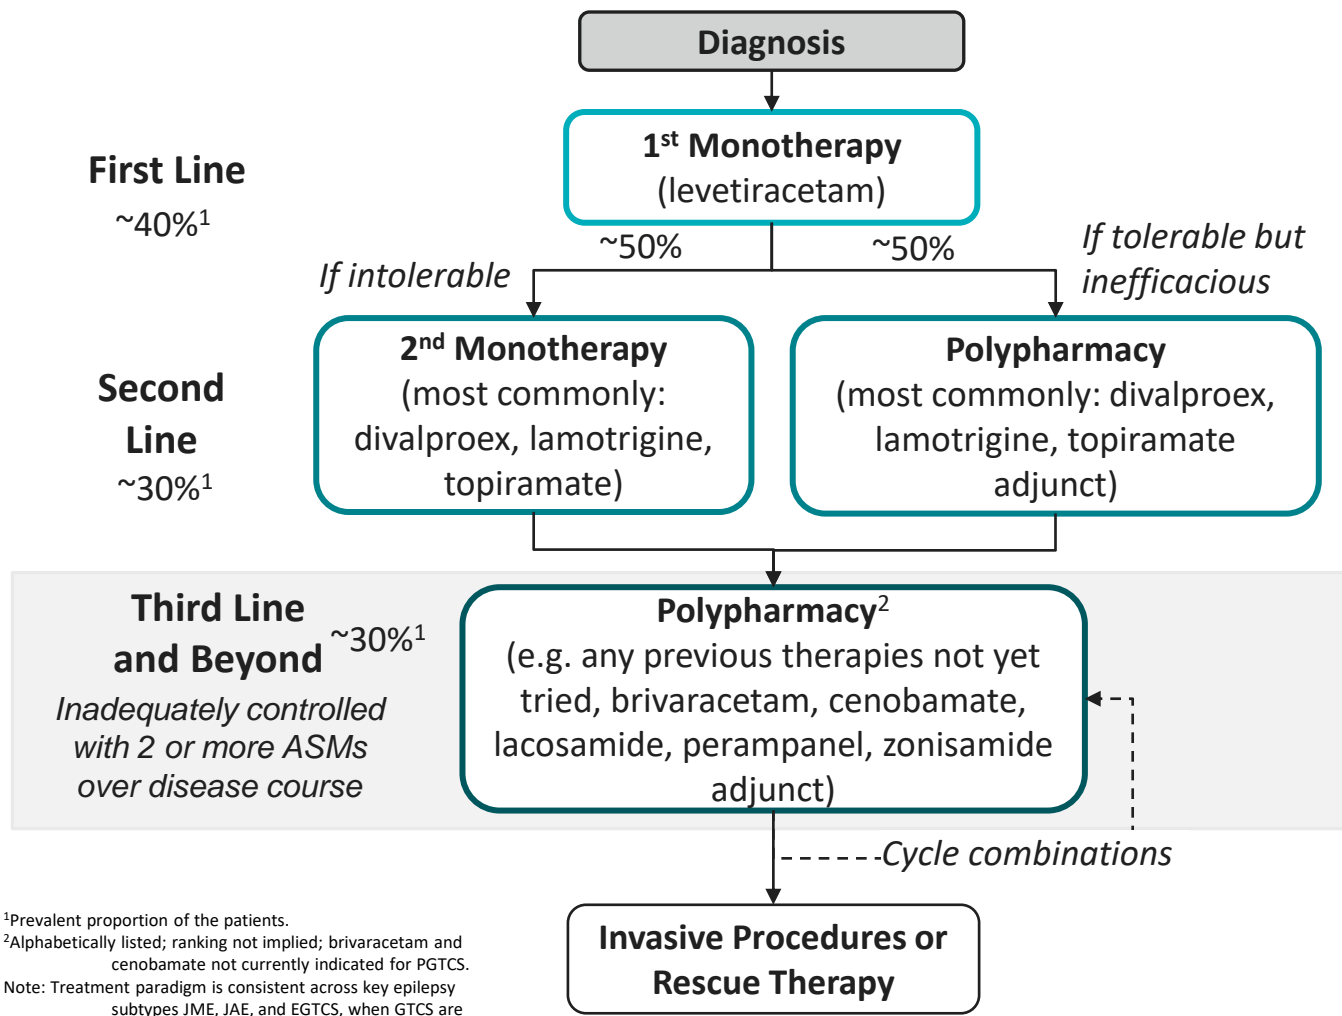 Diagnosis
1st Monotherapy
(levetiracetam)
First Line
~40%1
~50%
~50%
If intolerable
If tolerable but
inefficacious
2nd Monotherapy
(most commonly:
divalproex, lamotrigine,
topiramate)
Polypharmacy
(most commonly: divalproex,
lamotrigine, topiramate
adjunct)
Second
Line
~30%1
Third Line
and Beyond ~30%1
Inadequately controlled
with 2 or more ASMs
over disease course
Polypharmacy2
(e.g. any previous therapies not yet
tried, brivaracetam, cenobamate,
lacosamide, perampanel, zonisamide
adjunct)
Cycle combinations
Invasive Procedures or
Rescue Therapy
1Prevalent proportion of the patients.
2Alphabetically listed; ranking not implied; brivaracetam and
cenobamate not currently indicated for PGTCS.
Note: Treatment paradigm is consistent across key epilepsy
subtypes JME, JAE, and EGTCS, when GTCS are